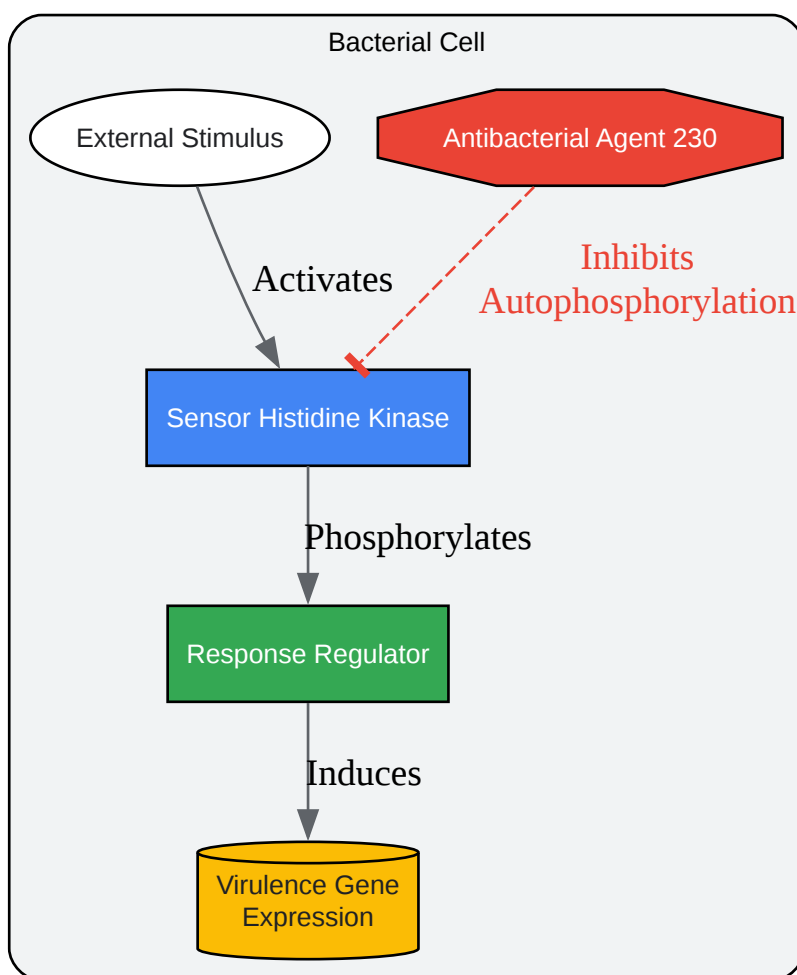 Bacterial Cell
External Stimulus
Antibacterial Agent 230
Activates
Inhibits
Autophosphorylation
Sensor Histidine Kinase
Phosphorylates
Response Regulator
Induces
Virulence Gene
Expression